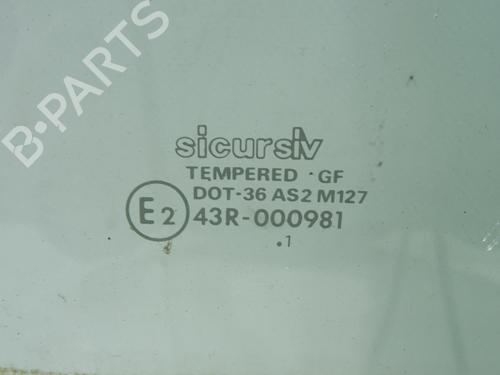 B-PARTS
sicursiv
TEMPERED · GF
DOT-36 AS2 M127
E2 43R-000981
.1